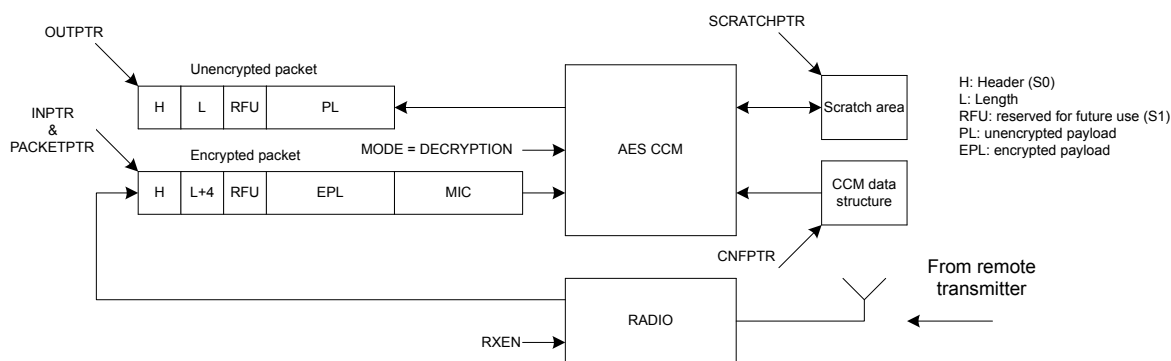 SCRATCHPTR
OUTPTR
Unencrypted packet
H L RFU PL
Scratch area
H: Header (S0)
L: Length
RFU: reserved for future use (S1)
PL: unencrypted payload
EPL: encrypted payload
INPTR
&
PACKETPTR
MODE = DECRYPTION
AES CCM
Encrypted packet
H L+4 RFU EPL MIC
CCM data
structure
CNFPTR
From remote
transmitter
RADIO
RXEN